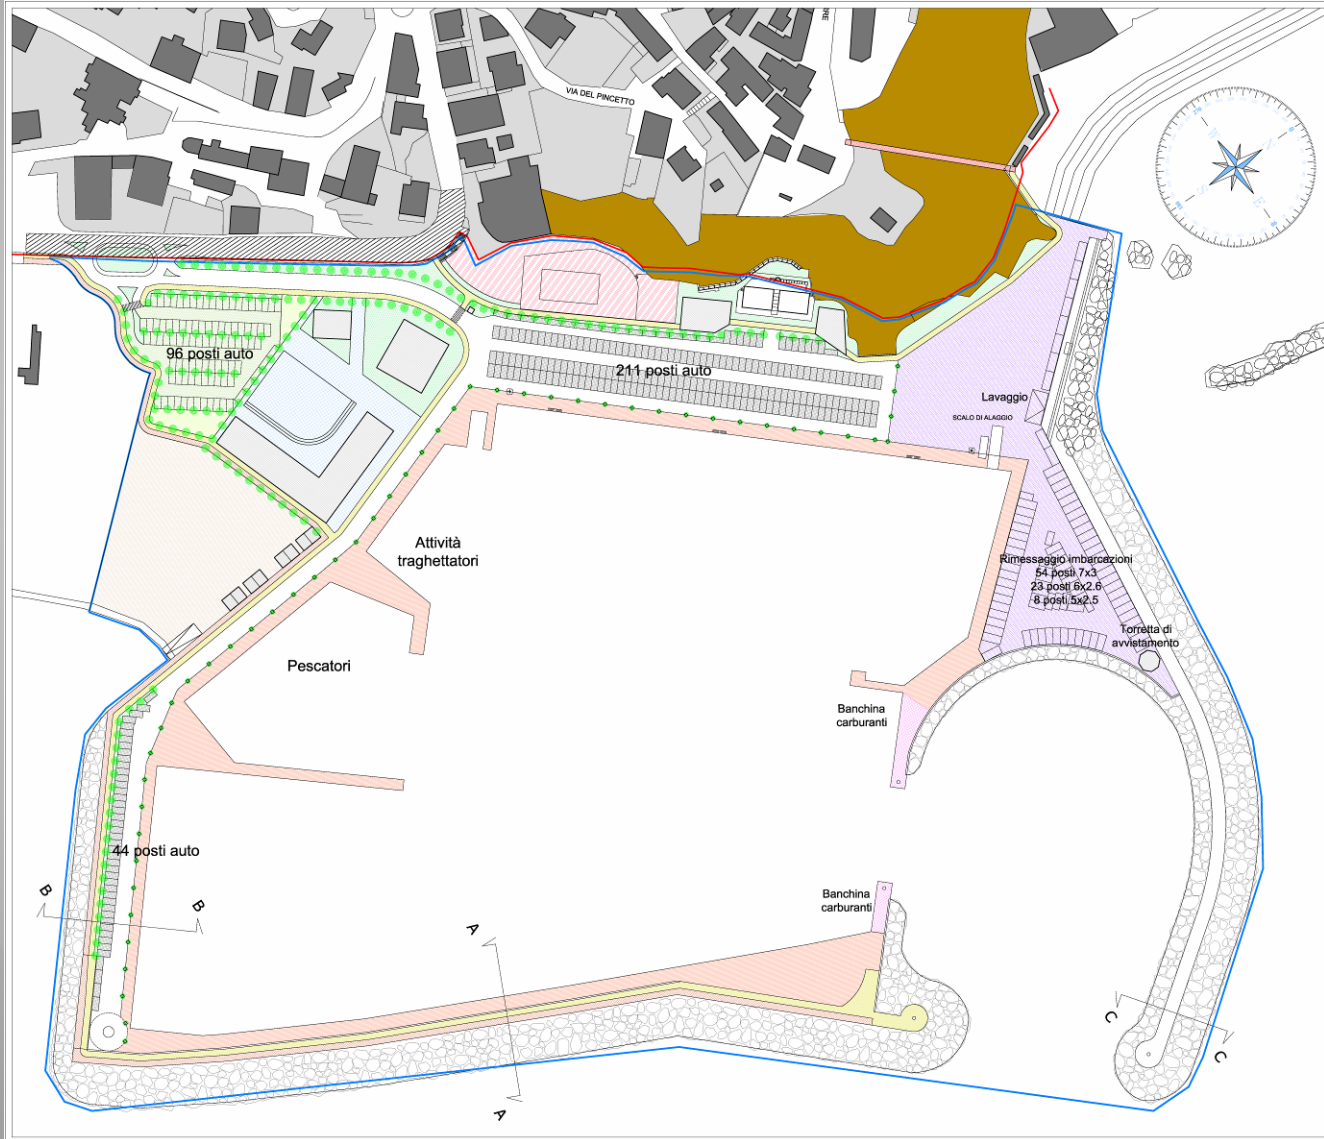 VIA DEL PINCETTO
96 posti auto
211 posti auto
Lavaggio
SCALO DI ALAGGIO
Attività
traghettatori
Rimessaggio imbarcazioni
54 posti 7x3
23 posti 6x2.6
8 posti 5x2.5
Torretta di
avvistamento
Pescatori
Banchina
carburanti
44 posti auto
Banchina
carburanti
B
B
A
A
C
C